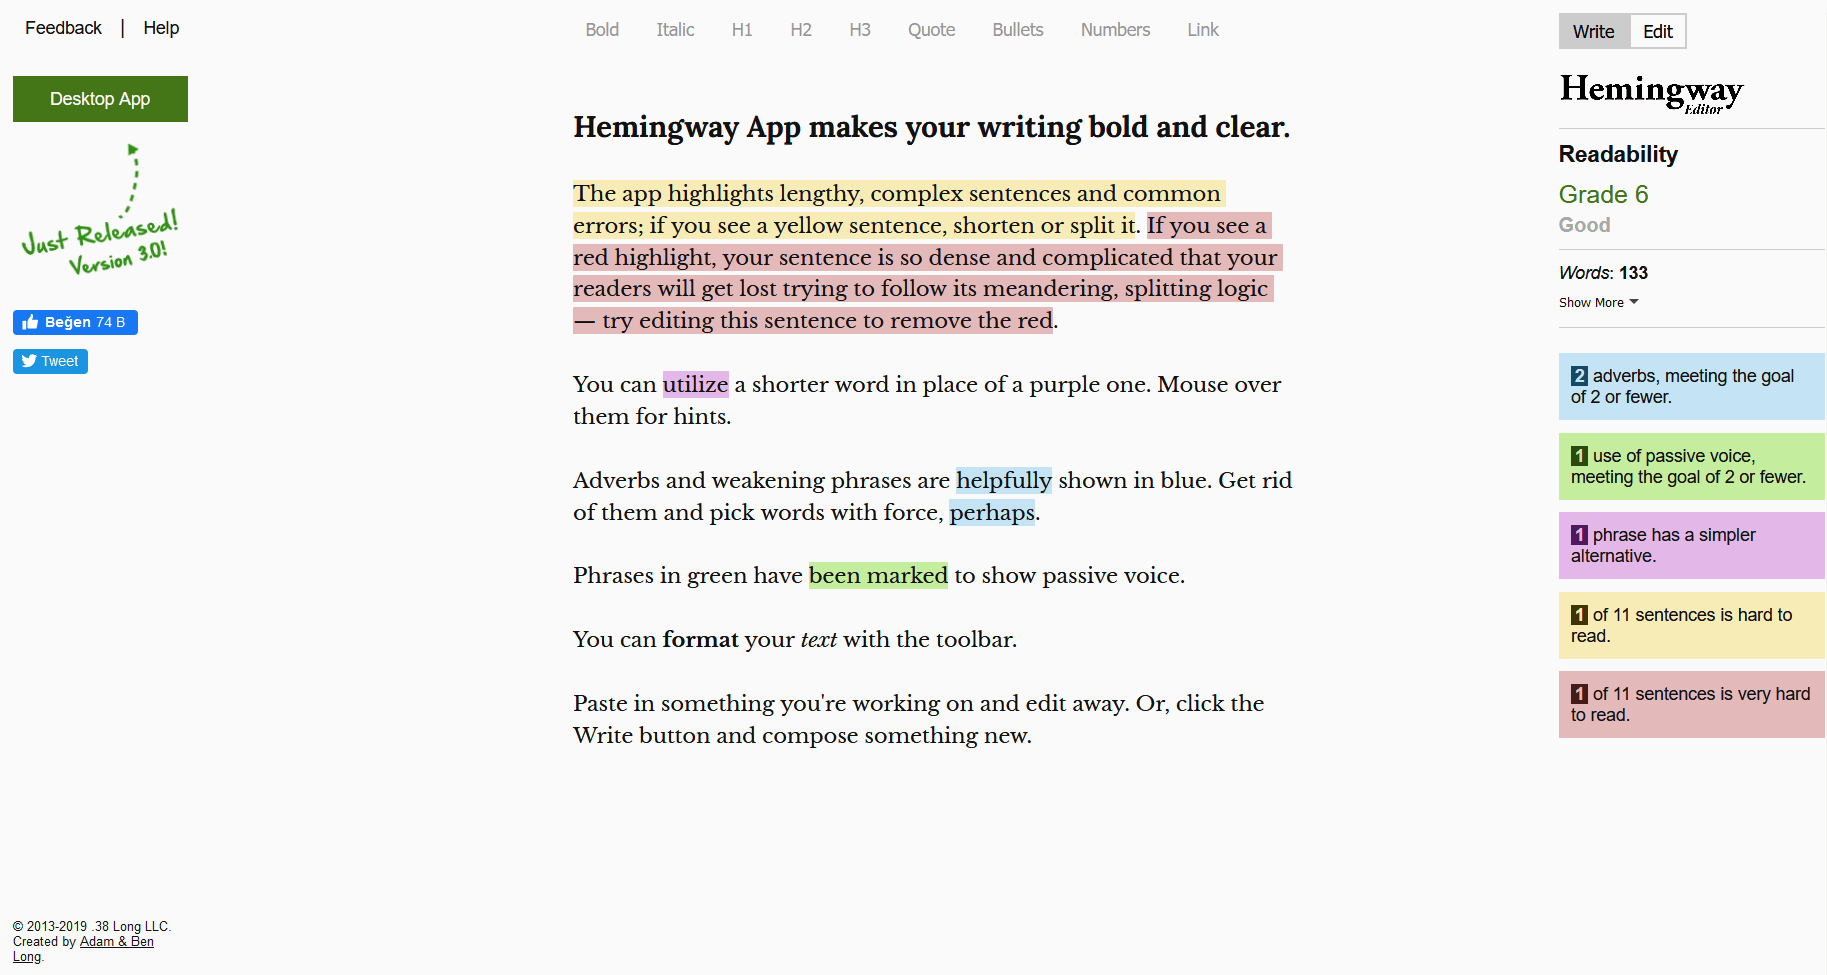 Feedback | Help
Desktop App
Just Released!
Version 3.0!
Beğen 74 B
Tweet
© 2013-2019 .38 Long LLC.
Created by Adam & Ben
Long.
Bold Italic H1 H2 H3 Quote Bullets Numbers Link
Hemingway App makes your writing bold and clear.
The app highlights lengthy, complex sentences and common
errors; if you see a yellow sentence, shorten or split it. If you see a
red highlight, your sentence is so dense and complicated that your
readers will get lost trying to follow its meandering, splitting logic
— try editing this sentence to remove the red.
You can utilize a shorter word in place of a purple one. Mouse over
them for hints.
Adverbs and weakening phrases are helpfully shown in blue. Get rid
of them and pick words with force, perhaps.
Phrases in green have been marked to show passive voice.
You can format your text with the toolbar.
Paste in something you're working on and edit away. Or, click the
Write button and compose something new.
Write Edit
Hemingway
Editor
Readability
Grade 6
Good
Words: 133
Show More
2 adverbs, meeting the goal
of 2 or fewer.
1 use of passive voice,
meeting the goal of 2 or fewer.
1 phrase has a simpler
alternative.
1 of 11 sentences is hard to
read.
1 of 11 sentences is very hard
to read.